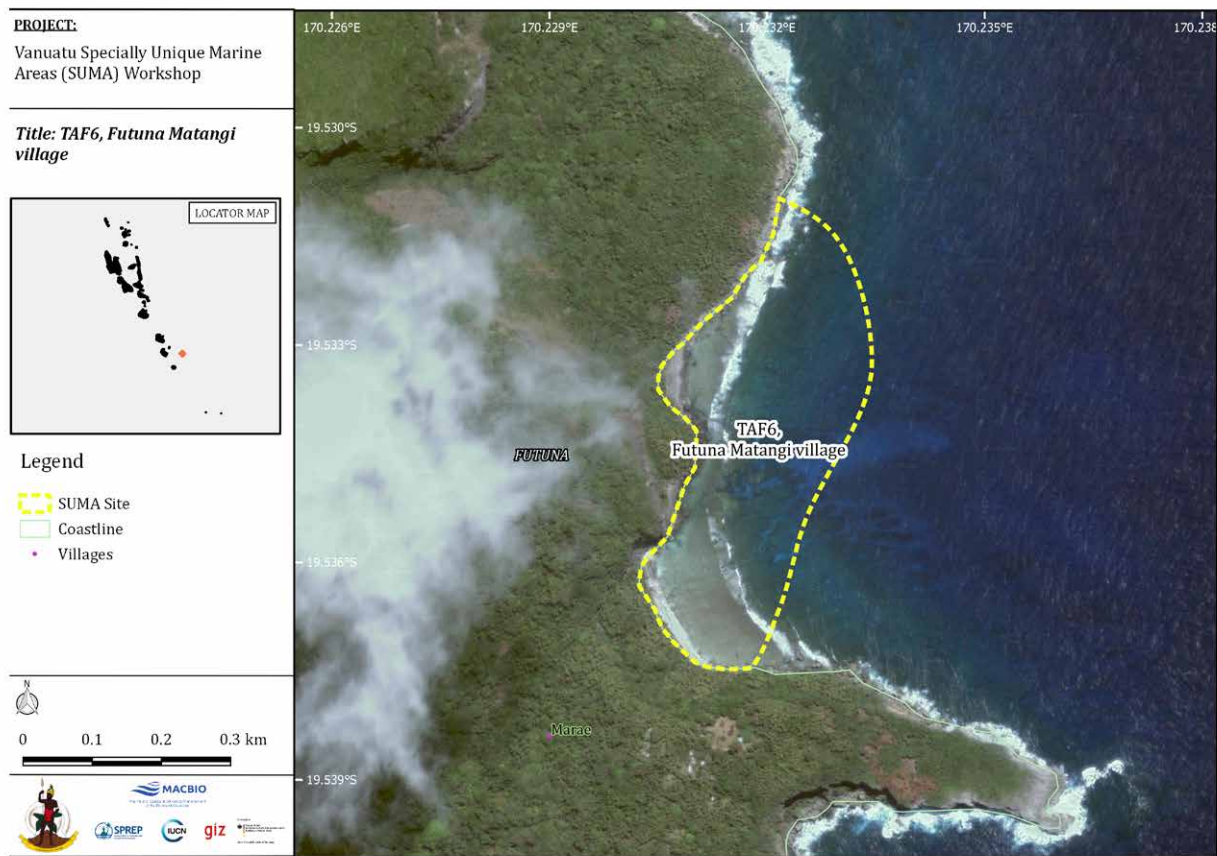 PROJECT:
Vanuatu Specially Unique Marine
Areas (SUMA) Workshop
Title: TAF6, Futuna Matangi
village
LOCATOR MAP
Legend
SUMA Site
Coastline
Villages
N
0 0.1 0.2 0.3 km
MACBIO
SPREP
IUCN
giz
170.226°E 170.229°E 170.232°E 170.235°E 170.238
19.530°S
19.533°S
TAF6,
Futuna Matangi village
FUTUNA
19.536°S
Marae
19.539°S